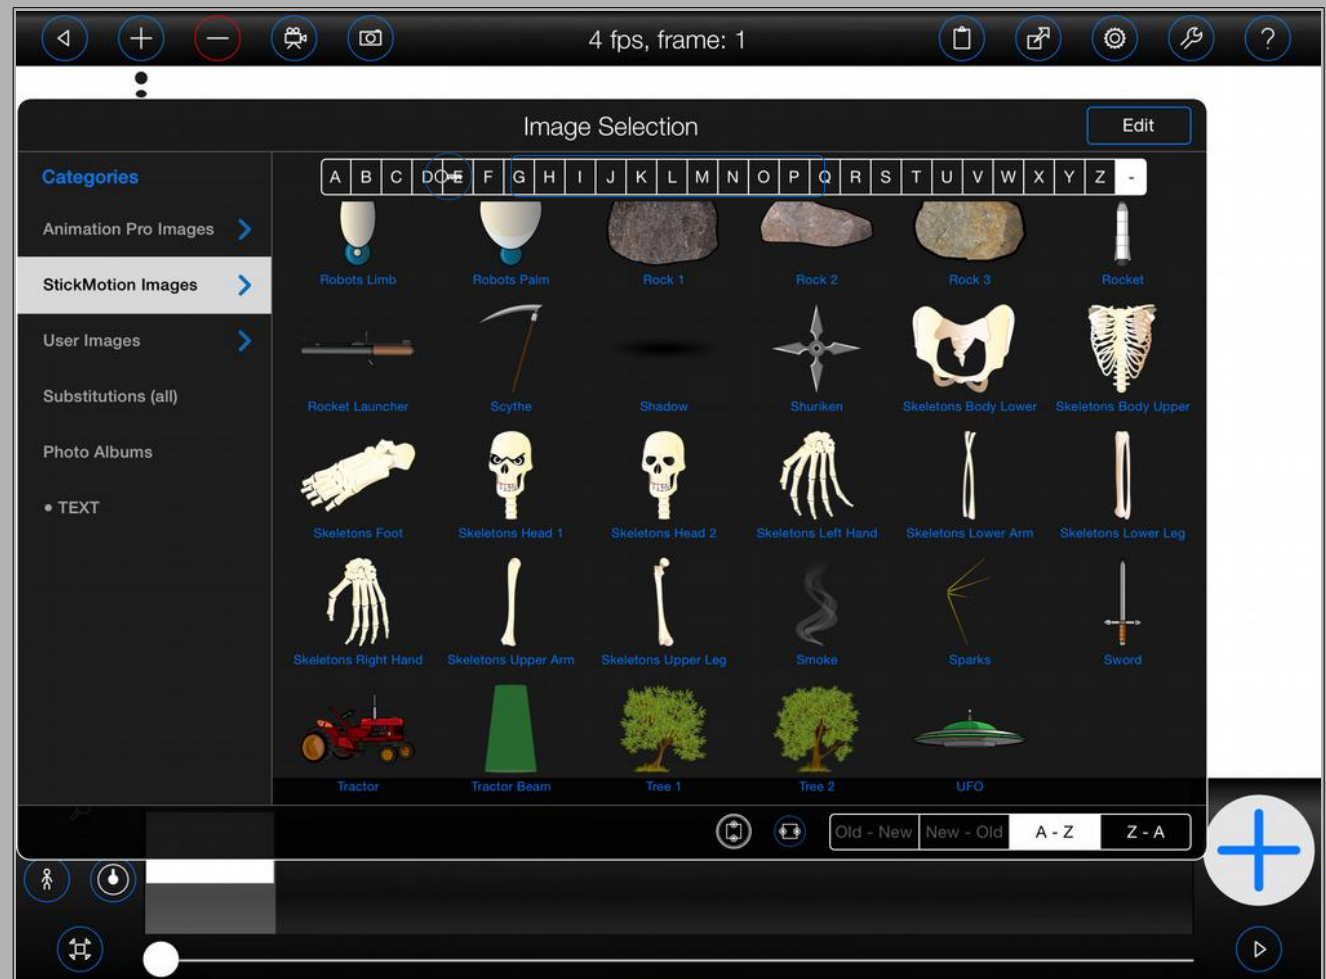 4 fps, frame: 1
?
Image Selection
Edit
Categories
A B C D E F G H I J K L M N O P Q R S T U V W X Y Z -
Animation Pro Images
StickMotion Images
User Images
Substitutions (all)
Photo Albums
• TEXT
Robots Limb Robots Palm Rock 1 Rock 2 Rock 3 Rocket
Rocket Launcher Scythe Shadow Shuriken Skeletons Body Lower Skeletons Body Upper
Skeletons Foot Skeletons Head 1 Skeletons Head 2 Skeletons Left Hand Skeletons Lower Arm Skeletons Lower Leg
Skeletons Right Hand Skeletons Upper Arm Skeletons Upper Leg Smoke Sparks Sword
Tractor Tractor Beam Tree 1 Tree 2 UFO
Old - New New - Old A - Z Z - A